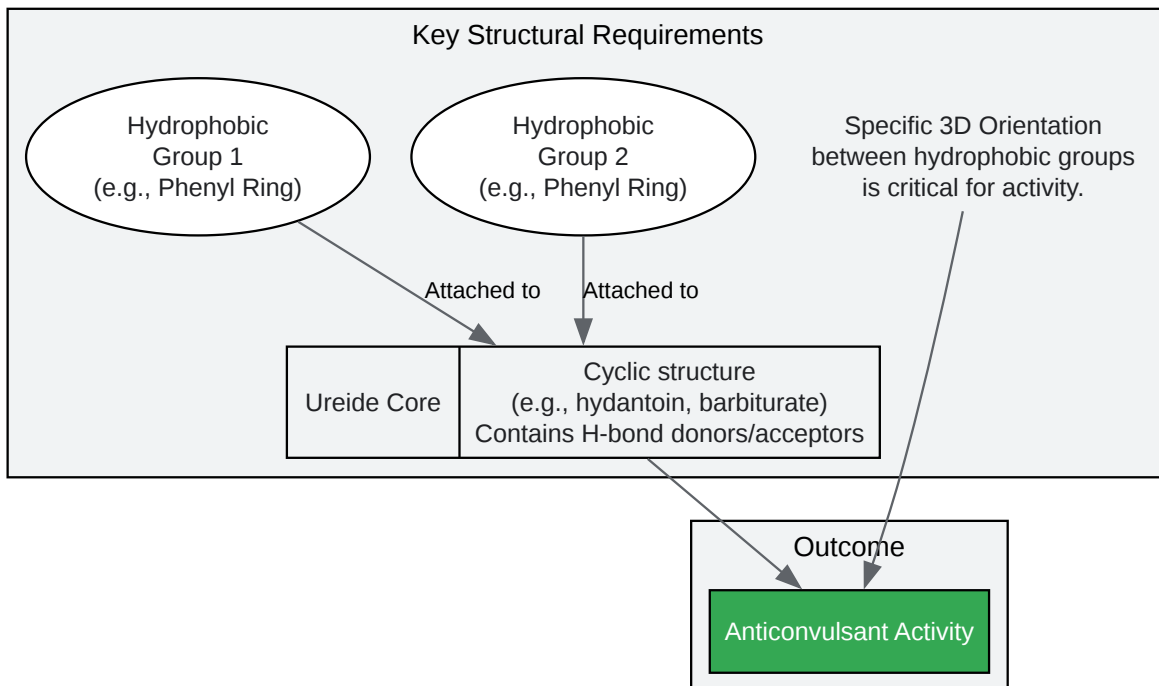 Key Structural Requirements
Hydrophobic
Group 1
(e.g., Phenyl Ring)
Hydrophobic
Group 2
(e.g., Phenyl Ring)
Specific 3D Orientation
between hydrophobic groups
is critical for activity.
Attached to
Attached to
Ureide Core
Cyclic structure
(e.g., hydantoin, barbiturate)
Contains H-bond donors/acceptors
Outcome
Anticonvulsant Activity